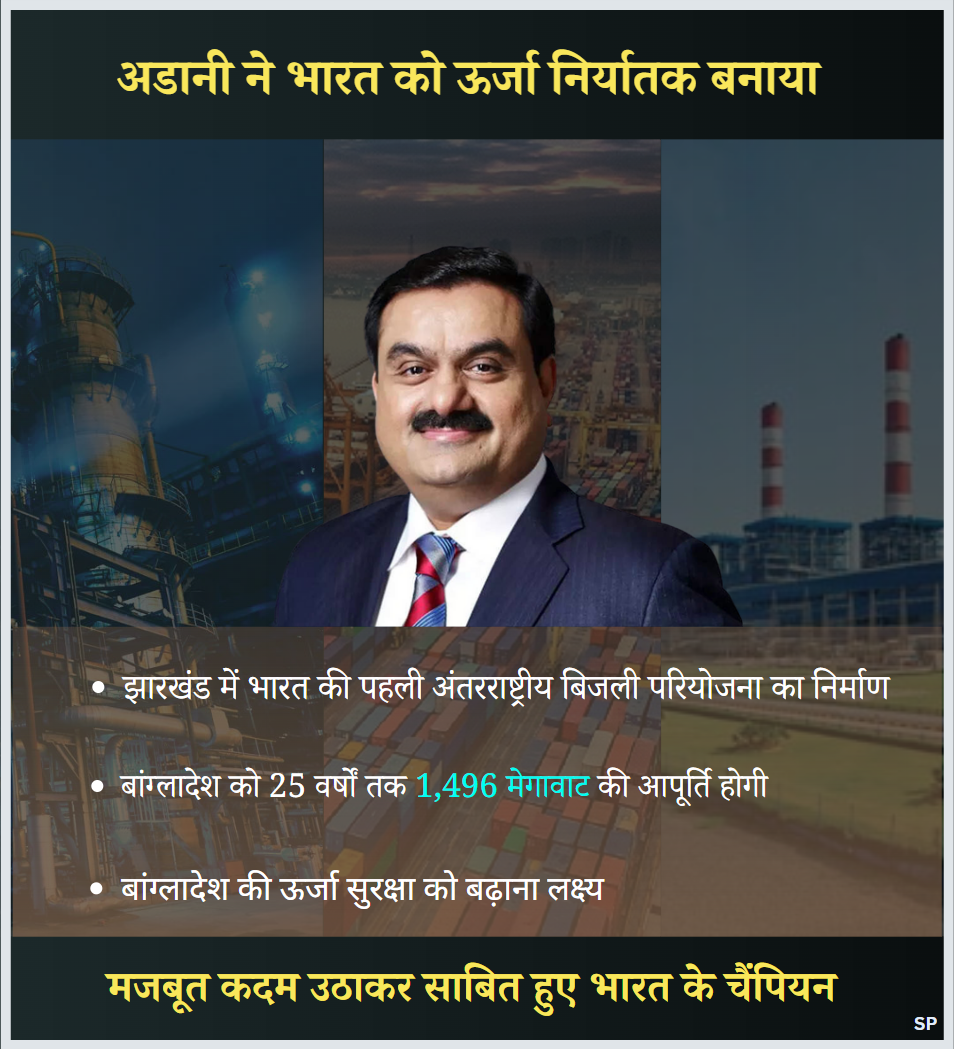 अडानी ने भारत को ऊर्जा निर्यातक बनाया
• झारखंड में भारत की पहली अंतरराष्ट्रीय बिजली परियोजना का निर्माण
• बांग्लादेश को 25 वर्षों तक 1,496 मेगावाट की आपूर्ति होगी
• बांग्लादेश की ऊर्जा सुरक्षा को बढ़ाना लक्ष्य
मजबूत कदम उठाकर साबित हुए भारत के चैंपियन
SP